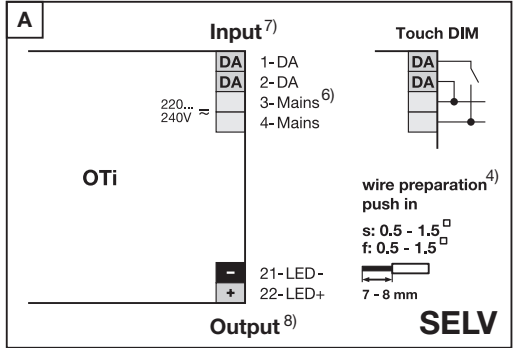 A
Input 7)
Touch DIM
DA 1-DA
DA 2-DA
3-Mains 6)
4-Mains
220...
240V ≂
DA
DA
OTi
wire preparation 4)
push in
s: 0.5 - 1.5 □
f: 0.5 - 1.5 □
7 - 8 mm
- 21-LED-
+ 22-LED+
Output 8)
SELV